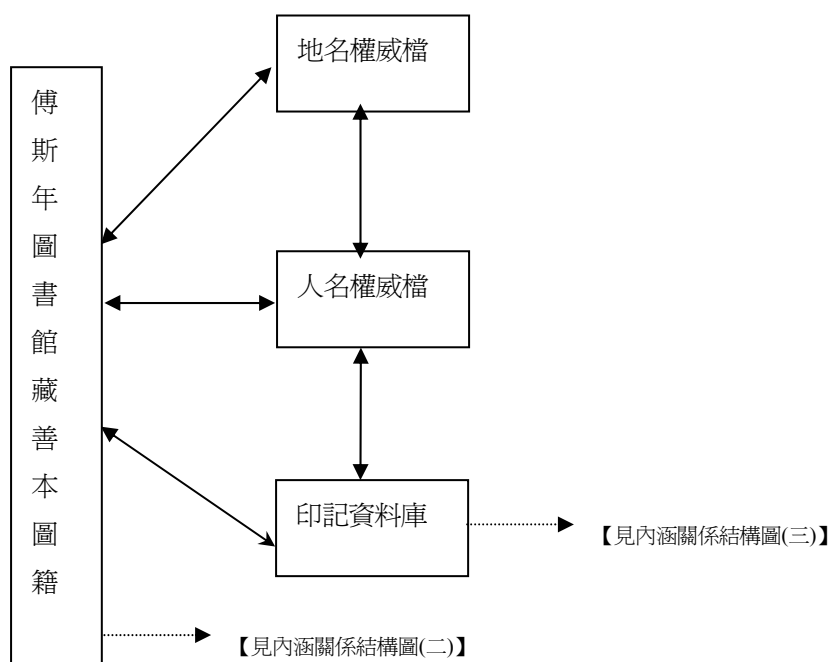 傅斯年圖書館藏善本圖籍
地名權威檔
人名權威檔
印記資料庫
【見內涵關係結構圖(三)】
【見內涵關係結構圖(二)】